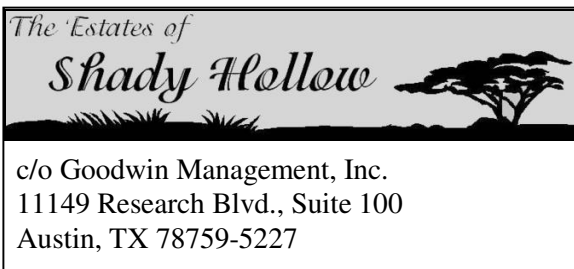 The Estates of
Shady Hollow
c/o Goodwin Management, Inc.
11149 Research Blvd., Suite 100
Austin, TX 78759-5227